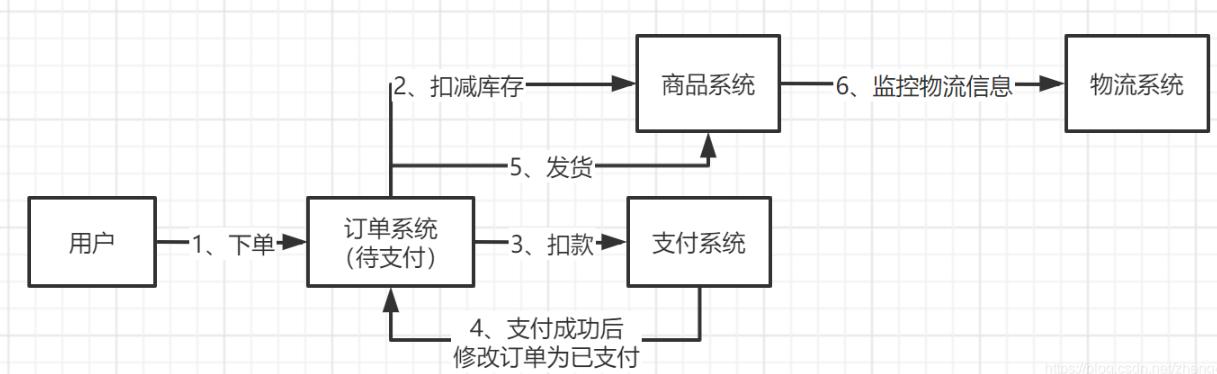 2、扣减库存
商品系统
6、监控物流信息
物流系统
5、发货
用户
1、下单
订单系统
（待支付）
3、扣款
支付系统
4、支付成功后
修改订单为已支付
https://blog.csdn.net/zheng